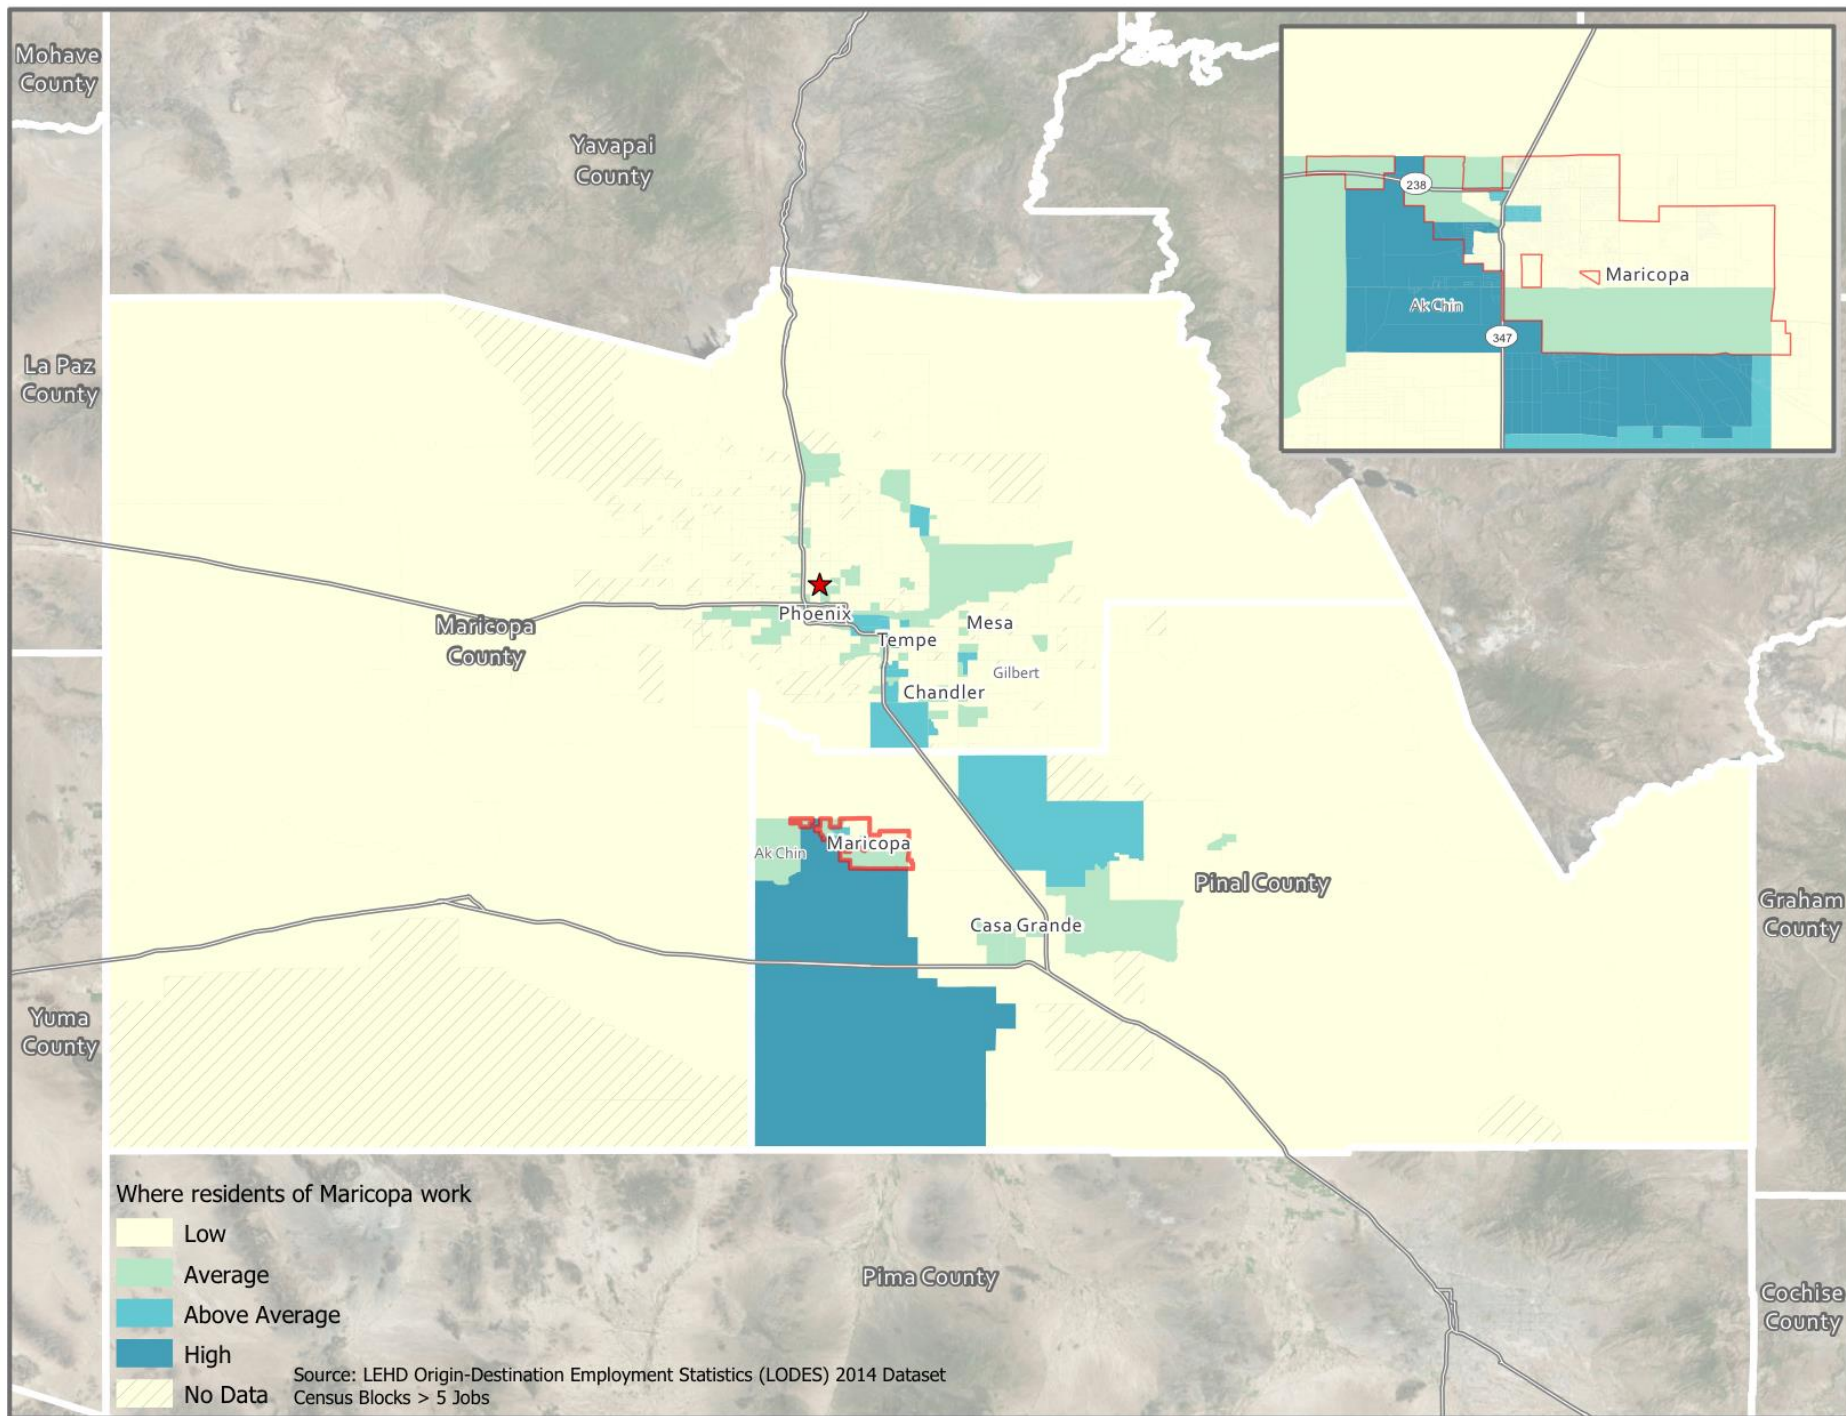 Mohave
County
Yavapai
County
238
Maricopa
Ak Chin
347
La Paz
County
Phoenix
Mesa
Tempe
Maricopa
County
Gilbert
Chandler
Maricopa
Ak Chin
Pinal County
Casa Grande
Graham
County
Yuma
County
Where residents of Maricopa work
Low
Average
Above Average
High
No Data
Source: LEHD Origin-Destination Employment Statistics (LODES) 2014 Dataset
Census Blocks > 5 Jobs
Pima County
Cochise
County